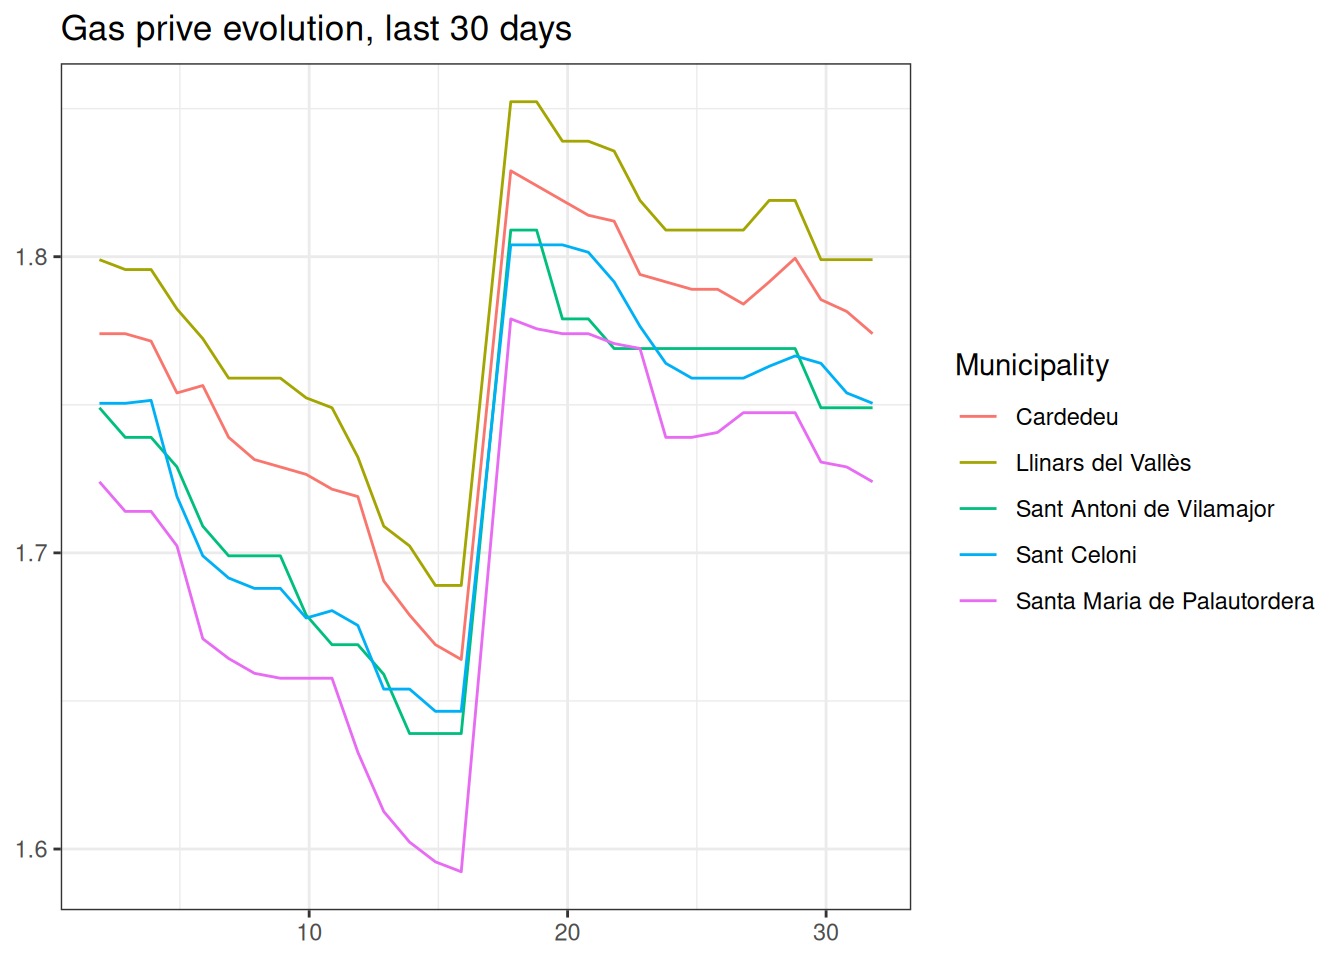 Gas prive evolution, last 30 days
1.8
1.7
1.6
10
20
30
Municipality
Cardedeu
Llinars del Vallès
Sant Antoni de Vilamajor
Sant Celoni
Santa Maria de Palautordera